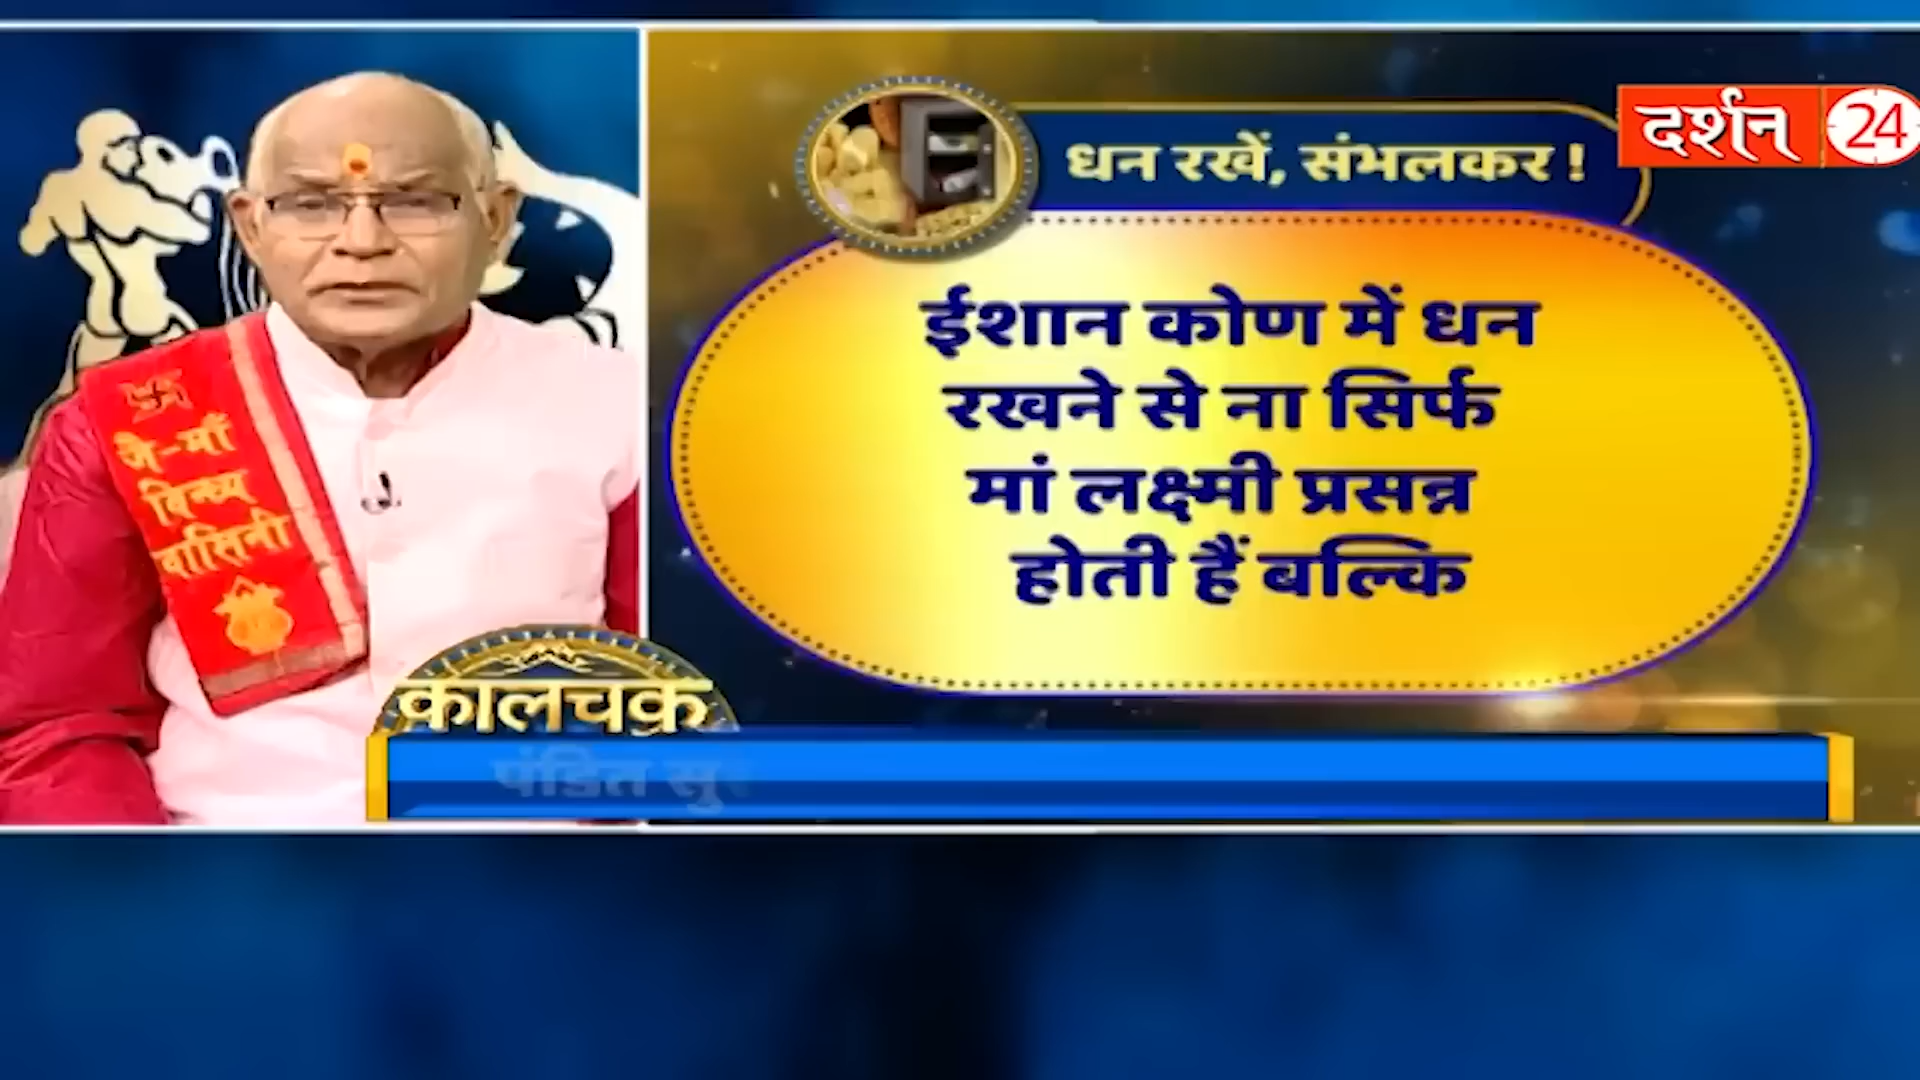 धन रखें, संभलकर !
दर्शन 24
ईशान कोण में धन
रखने से ना सिर्फ
मां लक्ष्मी प्रसन्न
होती हैं बल्कि
जै-माँ
विन्ध्य
वासिनी
कालचक्र
पंडित